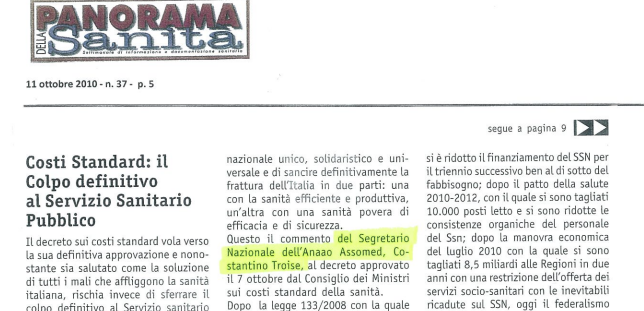 PANORAMA
DELLA
Sanità
Settimanale di informazione e documentazione sanitaria
11 ottobre 2010 - n. 37 - p. 5
segue a pagina 9
Costi Standard: il
Colpo definitivo
al Servizio Sanitario
Pubblico
Il decreto sui costi standard vola verso
la sua definitiva approvazione e nono-
stante sia salutato come la soluzione
di tutti i mali che affliggono la sanità
italiana, rischia invece di sferrare il
colpo definitivo al Servizio sanitario
nazionale unico, solidaristico e uni-
versale e di sancire definitivamente la
frattura dell'Italia in due parti: una
con la sanità efficiente e produttiva,
un'altra con una sanità povera di
efficacia e di sicurezza.
Questo il commento del Segretario
Nazionale dell'Anaao Assomed, Co-
stantino Troise, al decreto approvato
il 7 ottobre dal Consiglio dei Ministri
sui costi standard della sanità.
Dopo la legge 133/2008 con la quale
si è ridotto il finanziamento del SSN per
il triennio successivo ben al di sotto del
fabbisogno; dopo il patto della salute
2010-2012, con il quale si sono tagliati
10.000 posti letto e si sono ridotte le
consistenze organiche del personale
del Ssn; dopo la manovra economica
del luglio 2010 con la quale si sono
tagliati 8,5 miliardi alle Regioni in due
anni con una restrizione dell'offerta dei
servizi socio-sanitari con le inevitabili
ricadute sul SSN, oggi il federalismo